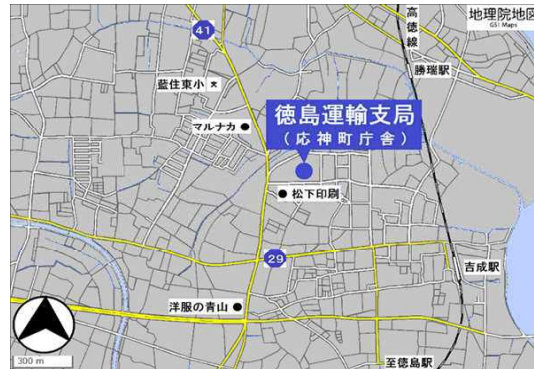 41
高徳線
地理院地図
GSI Maps
勝瑞駅
藍住東小
徳島運輸支局
(応神町庁舎)
マルナカ
松下印刷
29
吉成駅
洋服の青山
300 m
至徳島駅